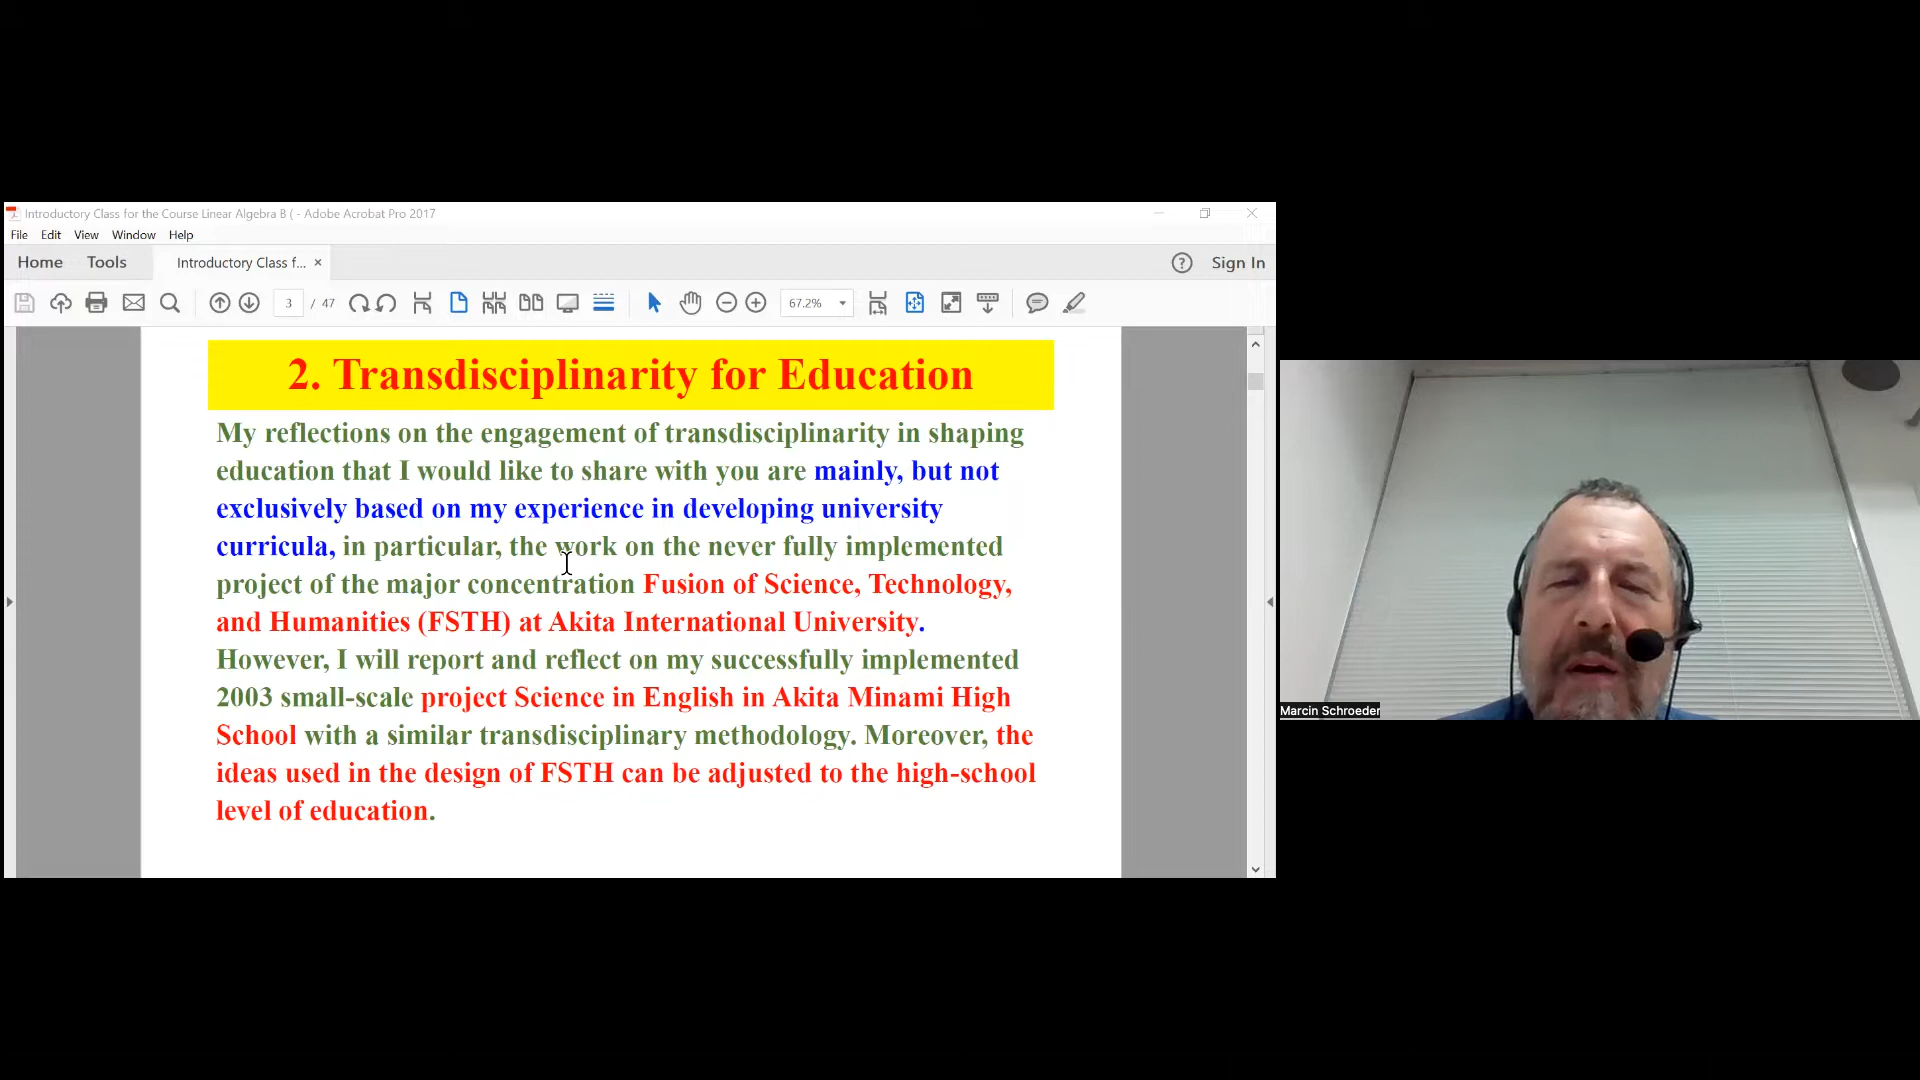 Introductory Class for the Course Linear Algebra B ( - Adobe Acrobat Pro 2017
File Edit View Window Help
Home Tools Introductory Class f... × Sign In
3 / 47 67.2%
2. Transdisciplinarity for Education
My reflections on the engagement of transdisciplinarity in shaping
education that I would like to share with you are mainly, but not
exclusively based on my experience in developing university
curricula, in particular, the work on the never fully implemented
project of the major concentration Fusion of Science, Technology,
and Humanities (FSTH) at Akita International University.
However, I will report and reflect on my successfully implemented
2003 small-scale project Science in English in Akita Minami High
School with a similar transdisciplinary methodology. Moreover, the
ideas used in the design of FSTH can be adjusted to the high-school
level of education.
Marcin Schroeder